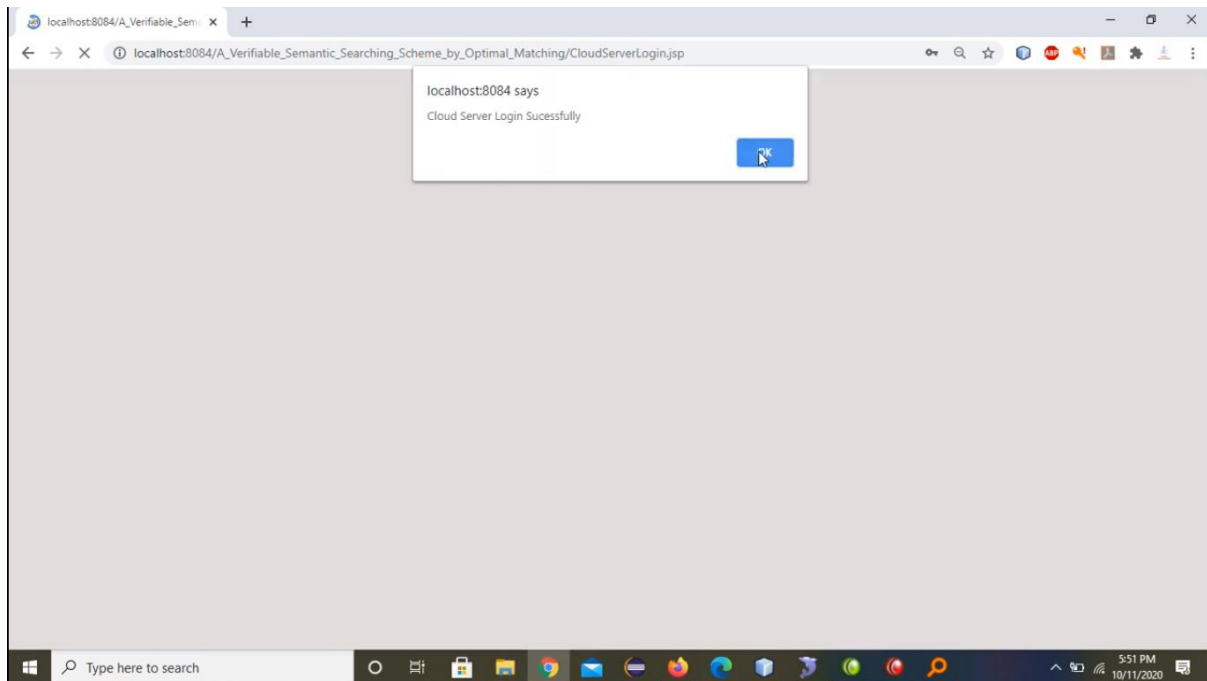 localhost:8084/A_Verifiable_Sem
localhost:8084/A_Verifiable_Semantic_Searching_Scheme_by_Optimal_Matching/CloudServerLogin.jsp
ABP
localhost:8084 says
Cloud Server Login Sucessfully
OK
Type here to search
5:51 PM
10/11/2020